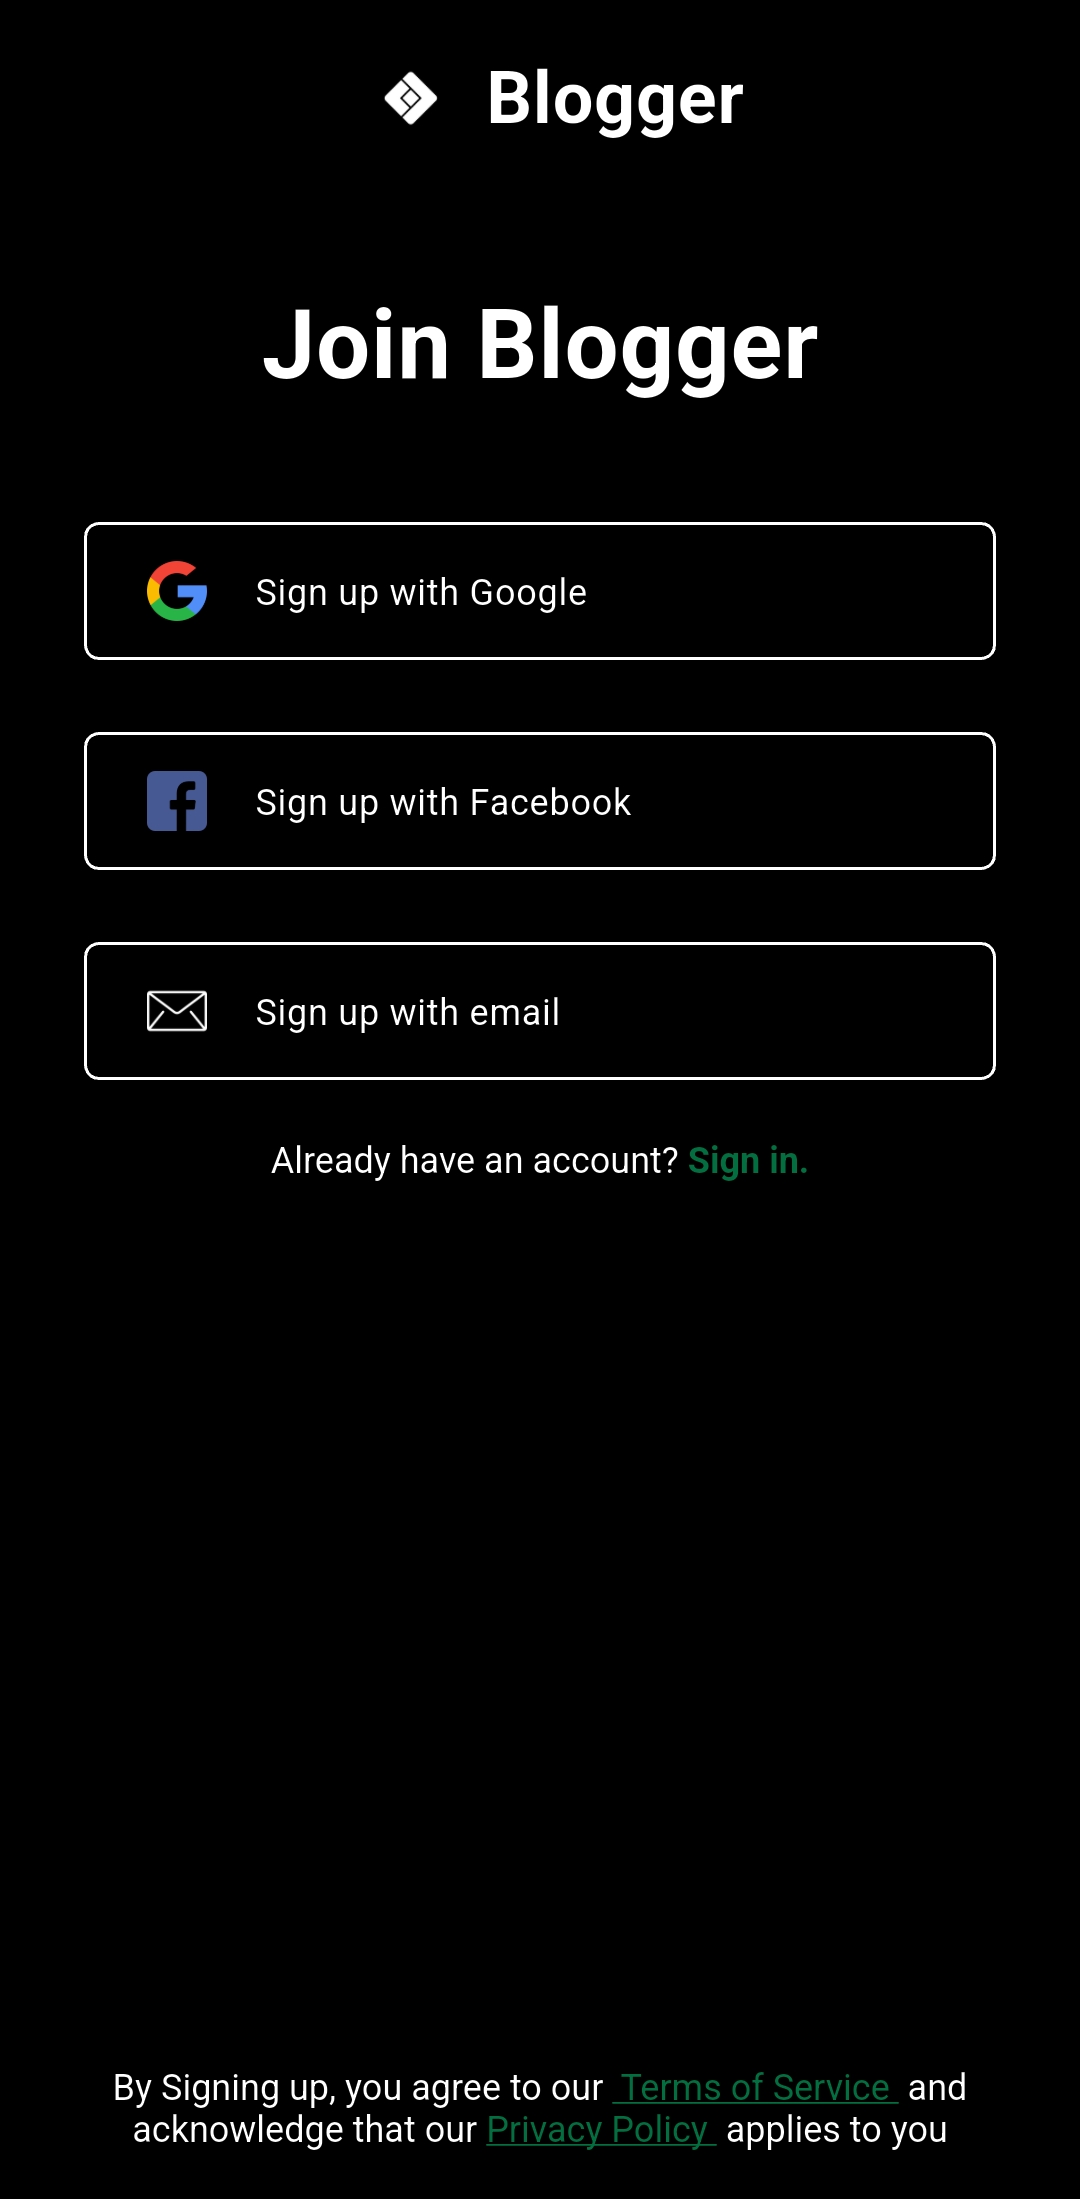 Blogger
Join Blogger
Sign up with Google
Sign up with Facebook
Sign up with email
Already have an account? Sign in.
By Signing up, you agree to our Terms of Service and
acknowledge that our Privacy Policy applies to you